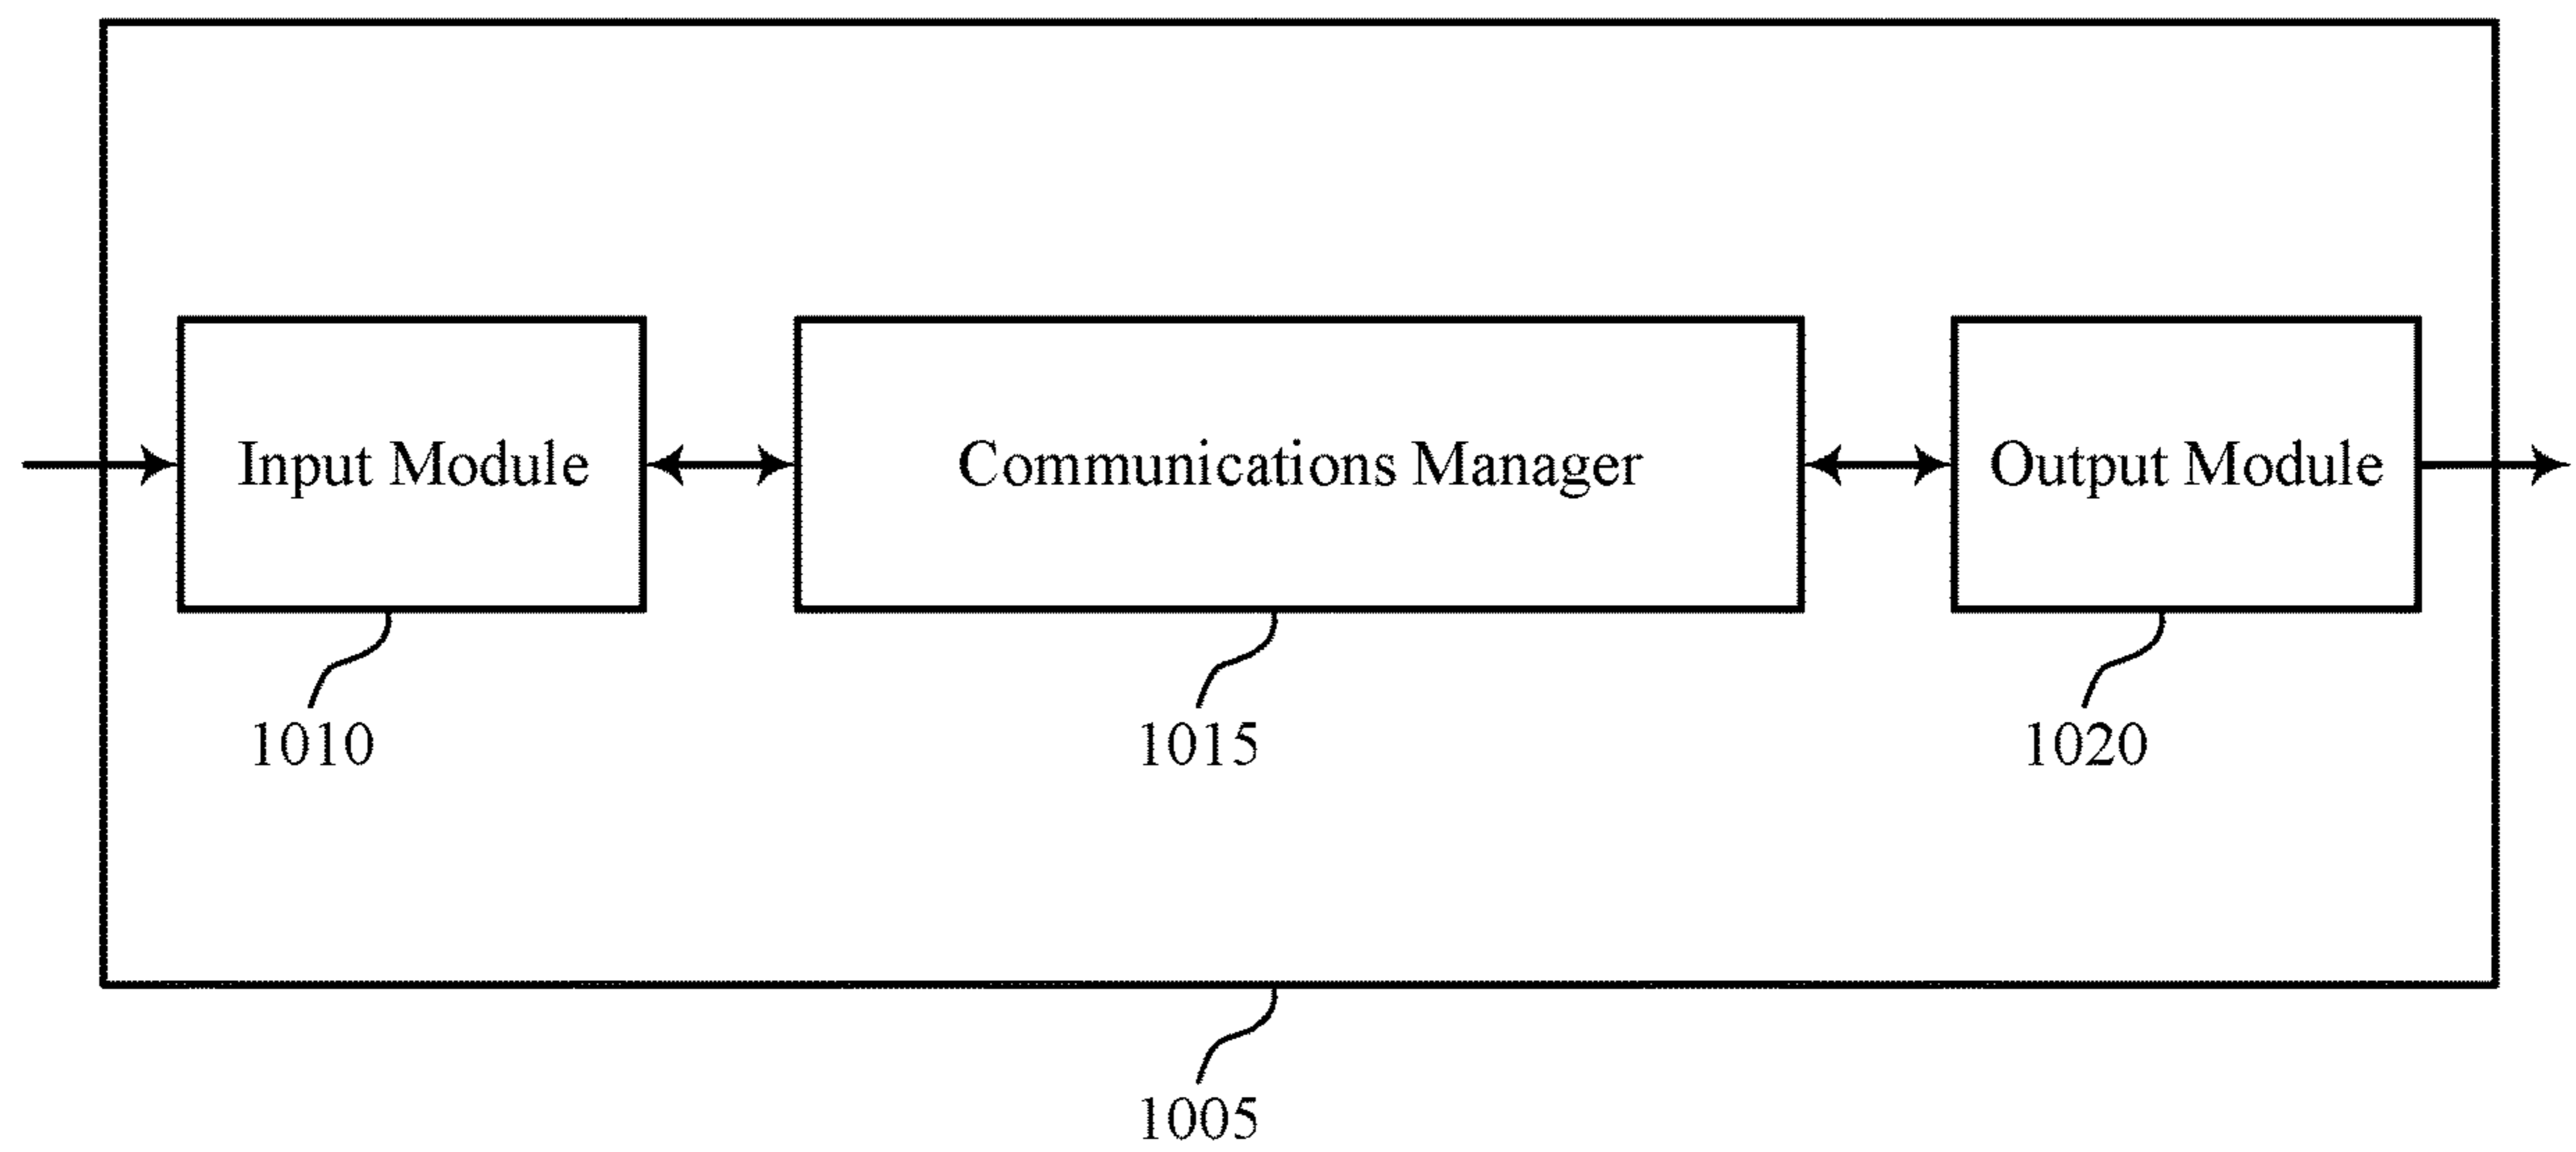 Input Module
Communications Manager
Output Module
1010
1015
1020
1005